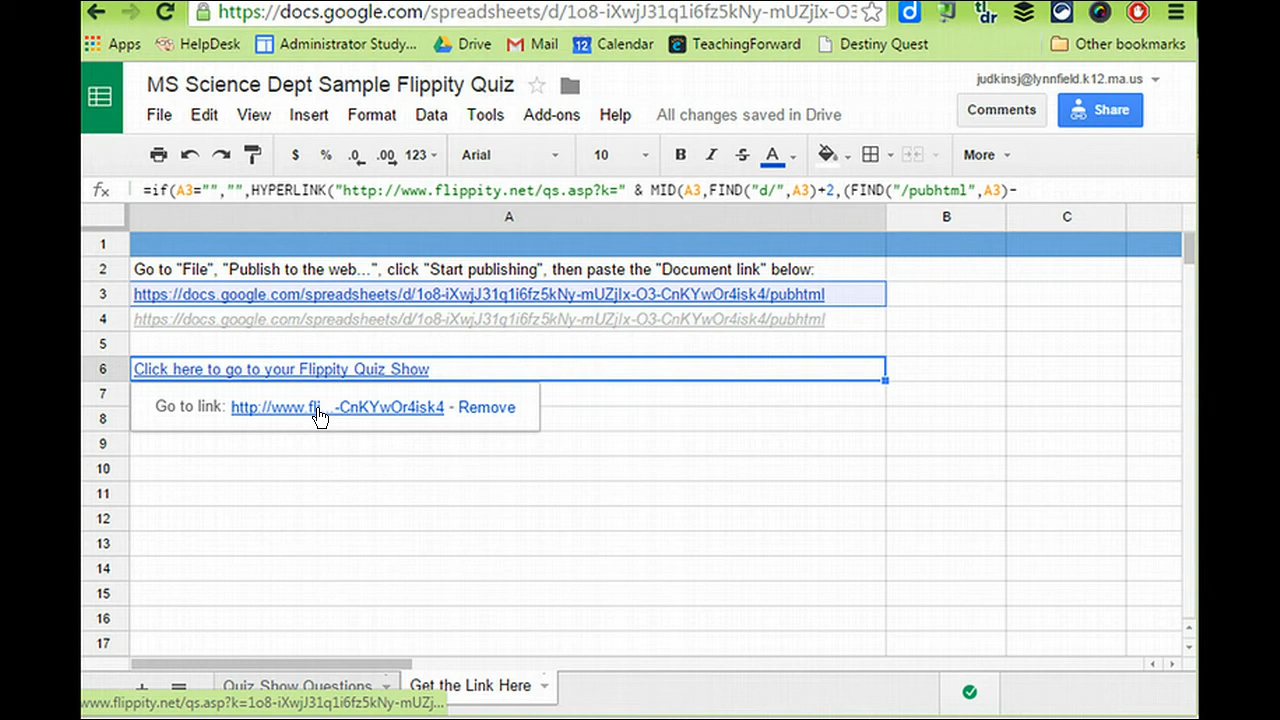 https://docs.google.com/spreadsheets/d/1o8-iXwjJ31q1i6fz5kNy-mUZjIx-O3
Apps HelpDesk Administrator Study... Drive Mail 12 Calendar TeachingForward Destiny Quest Other bookmarks
MS Science Dept Sample Flippity Quiz
judkinsj@lynnfield.k12.ma.us
File Edit View Insert Format Data Tools Add-ons Help All changes saved in Drive
Comments Share
$ % .0 .00 123 Arial 10 B I S A More
fx =if(A3="","",HYPERLINK("http://www.flippity.net/qs.asp?k=" & MID(A3,FIND("d/",A3)+2,(FIND("/pubhtml",A3)-
A B C
1
2 Go to "File", "Publish to the web...", click "Start publishing", then paste the "Document link" below:
3 https://docs.google.com/spreadsheets/d/1o8-iXwjJ31q1i6fz5kNy-mUZjIx-O3-CnKYwOr4isk4/pubhtml
4 https://docs.google.com/spreadsheets/d/1o8-iXwjJ31q1i6fz5kNy-mUZjIx-O3-CnKYwOr4isk4/pubhtml
5
6 Click here to go to your Flippity Quiz Show
7
Go to link: http://www.fli...-CnKYwOr4isk4 - Remove
8
9
10
11
12
13
14
15
16
17
Quiz Show Questions Get the Link Here
www.flippity.net/qs.asp?k=1o8-iXwjJ31q1i6fz5kNy-mUZj...